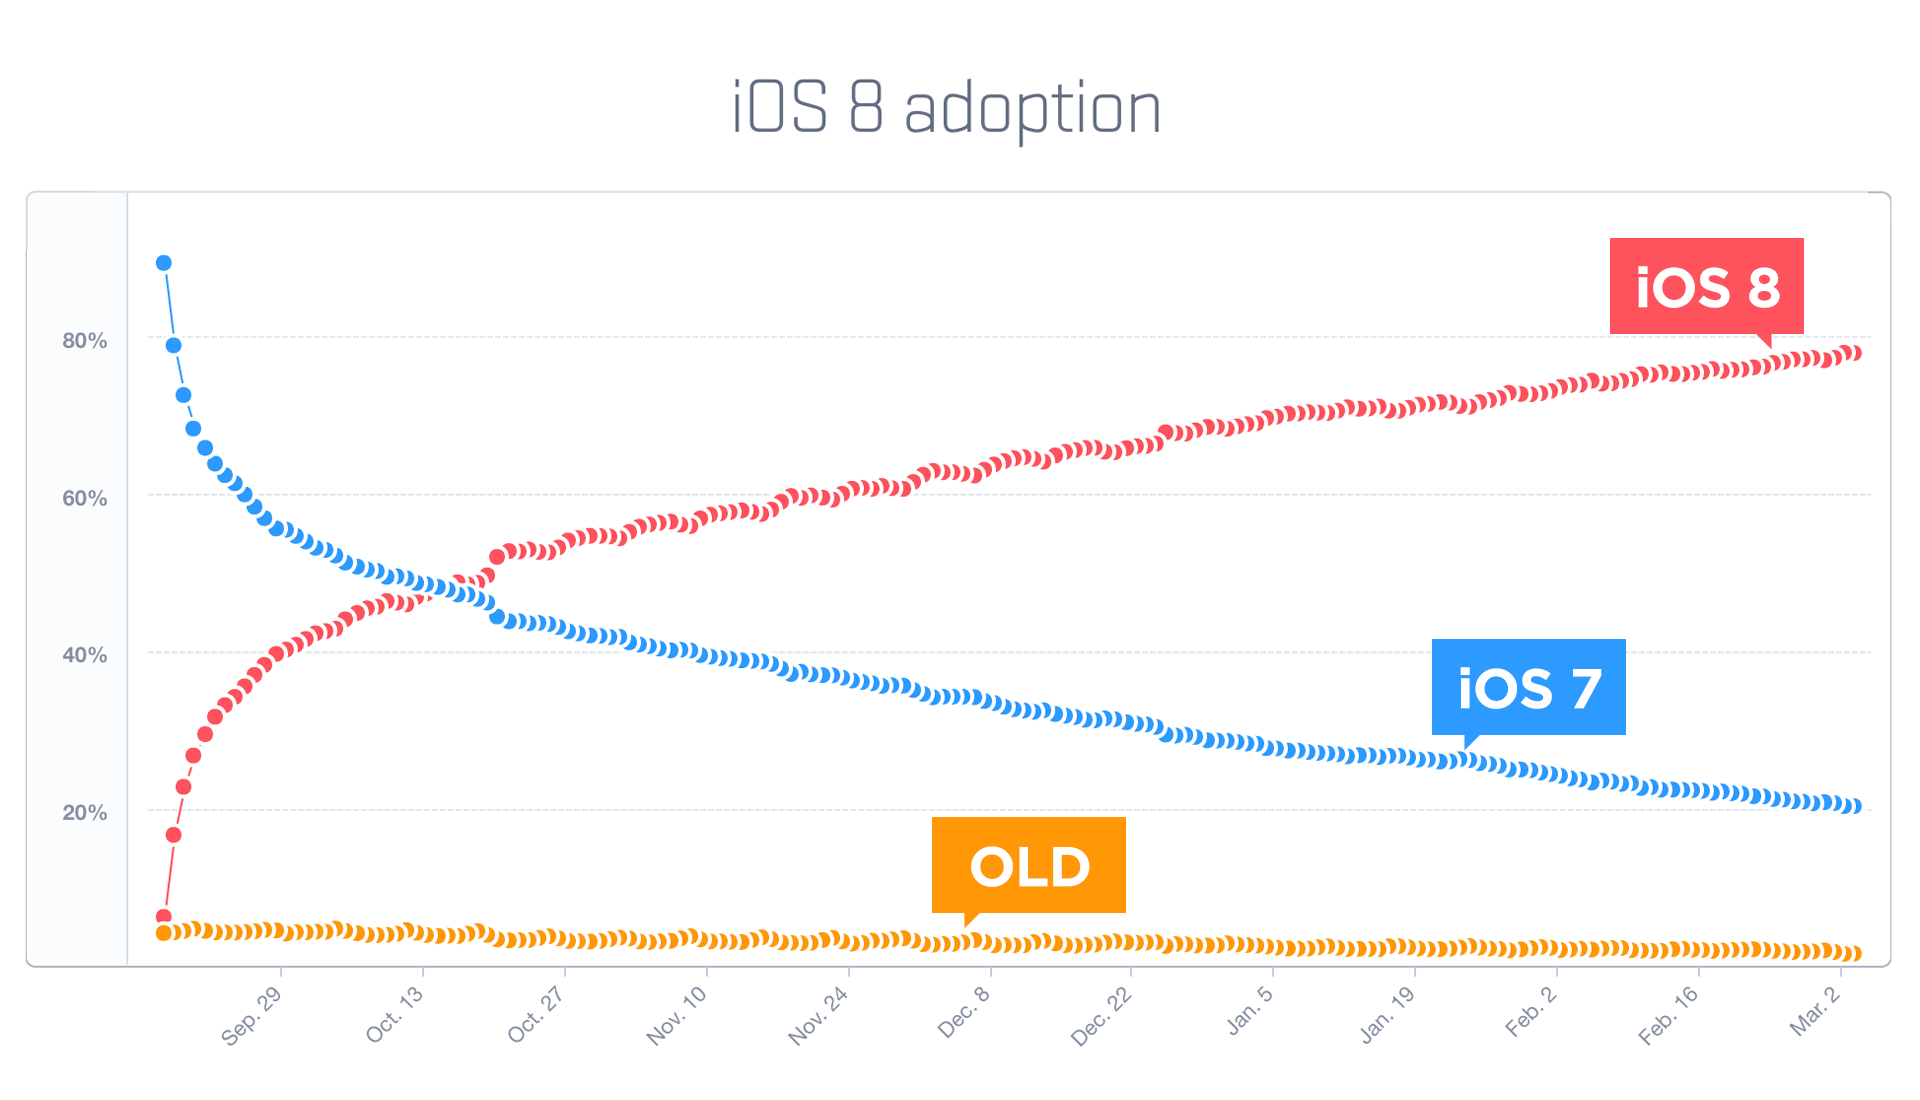 iOS 8 adoption
iOS 8
80%
60%
40%
iOS 7
20%
OLD
Sep. 29
Oct. 13
Oct. 27
Nov. 10
Nov. 24
Dec. 8
Dec. 22
Jan. 5
Jan. 19
Feb. 2
Feb. 16
Mar. 2